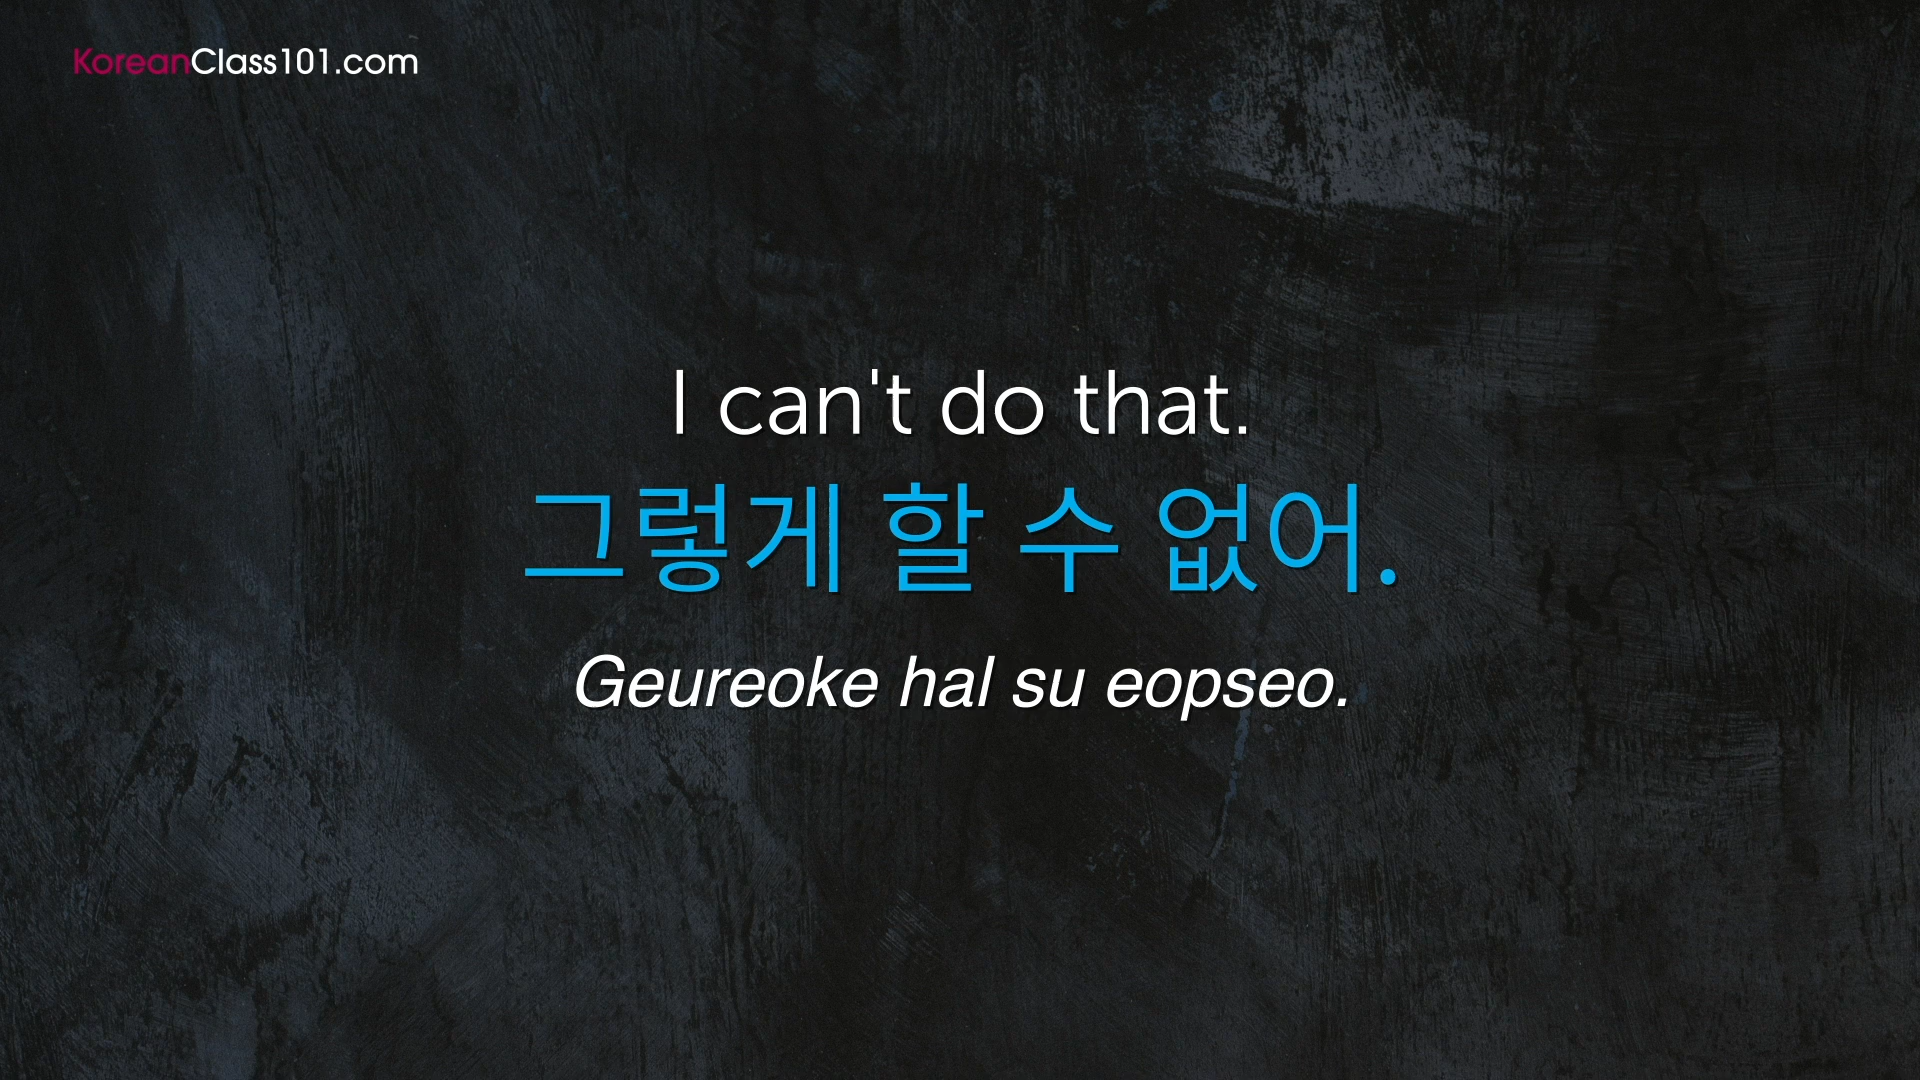 KoreanClass101.com
I can't do that.
그렇게 할 수 없어.
Geureoke hal su eopseo.